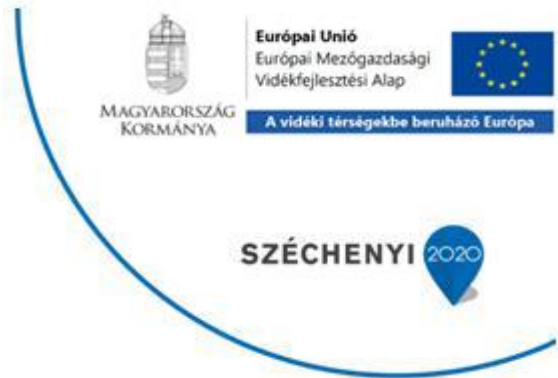 Európai Unió
Európai Mezőgazdasági
Vidékfejlesztési Alap
MAGYARORSZÁG
KORMÁNYA
A vidéki térségekbe beruházó Európa
SZÉCHENYI 2020